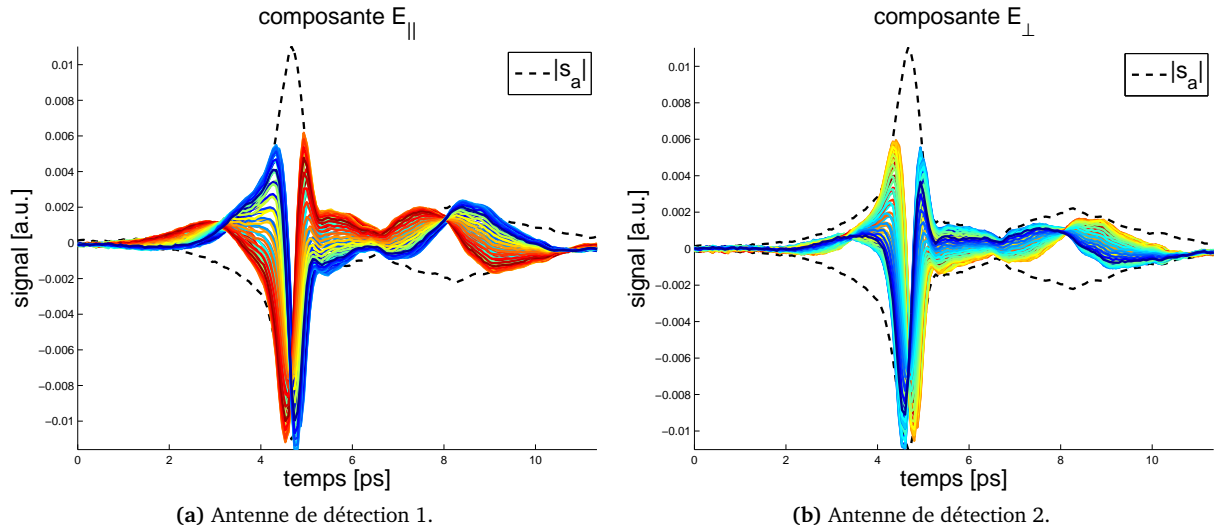 composante E||
|s_a|
signal [a.u.]
0.01
0.008
0.006
0.004
0.002
0
−0.002
−0.004
−0.006
−0.008
−0.01
0 2 4 6 8 10
temps [ps]
(a) Antenne de détection 1.
composante E⊥
|s_a|
signal [a.u.]
0.01
0.008
0.006
0.004
0.002
0
−0.002
−0.004
−0.006
−0.008
−0.01
0 2 4 6 8 10
temps [ps]
(b) Antenne de détection 2.